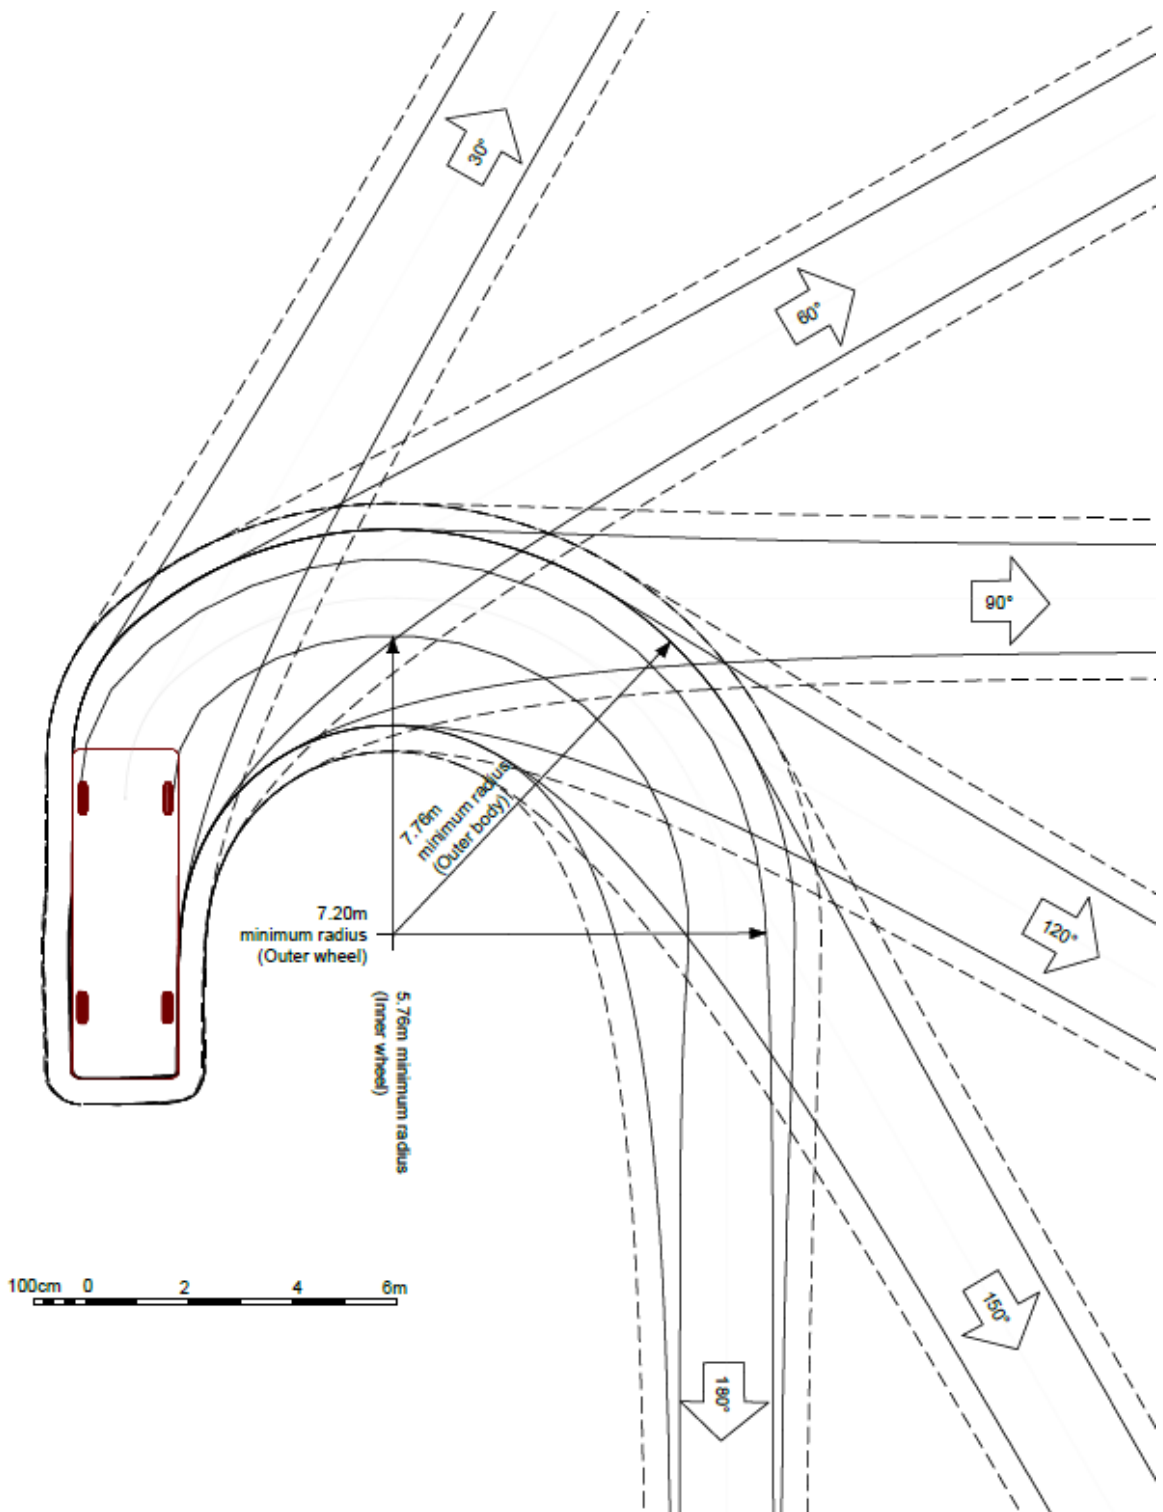 30°
60°
90°
7.76m
minimum radius
(Outer body)
7.20m
minimum radius
(Outer wheel)
120°
5.76m minimum radius
(Inner wheel)
100cm 0 2 4 6m
150°
180°